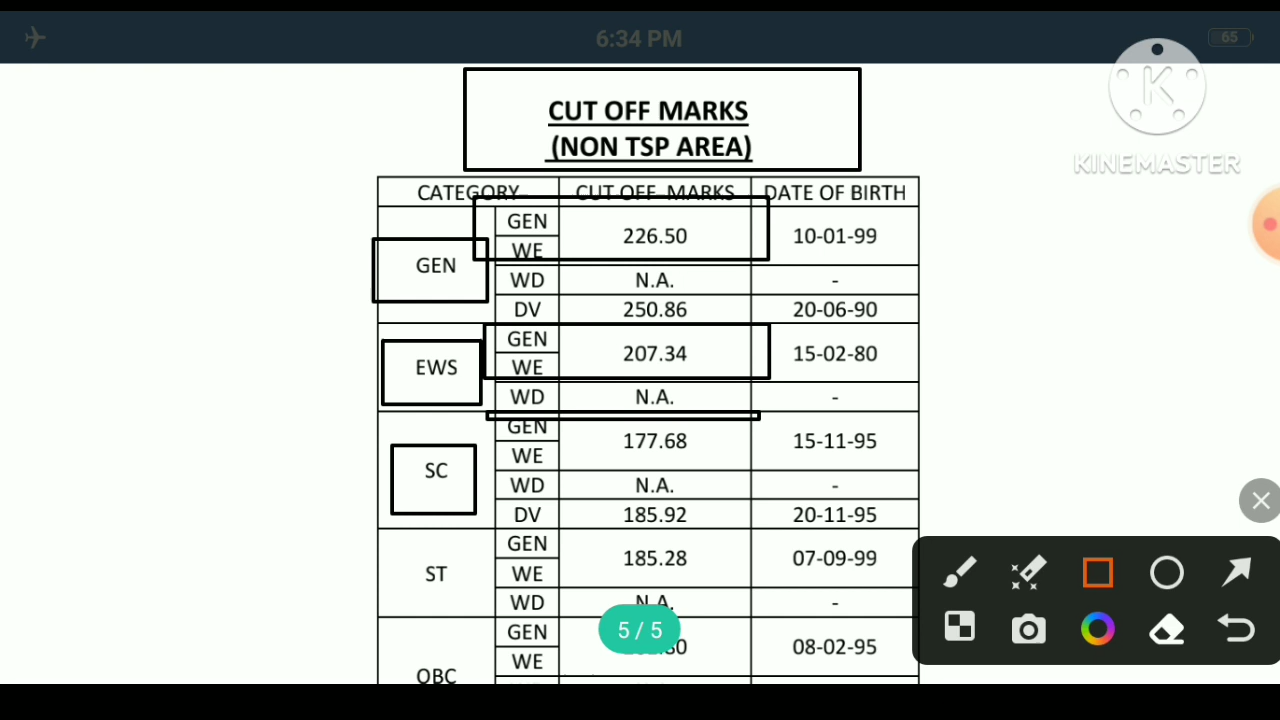 6:34 PM
65
KINEMASTER
CUT OFF MARKS
(NON TSP AREA)
CATEGORY CUT OFF MARKS DATE OF BIRTH
GEN GEN 226.50 10-01-99
WE
WD N.A. -
DV 250.86 20-06-90
EWS GEN 207.34 15-02-80
WE
WD N.A. -
SC GEN 177.68 15-11-95
WE
WD N.A. -
DV 185.92 20-11-95
ST GEN 185.28 07-09-99
WE
WD N.A. -
5 / 5
OBC GEN 08-02-95
WE